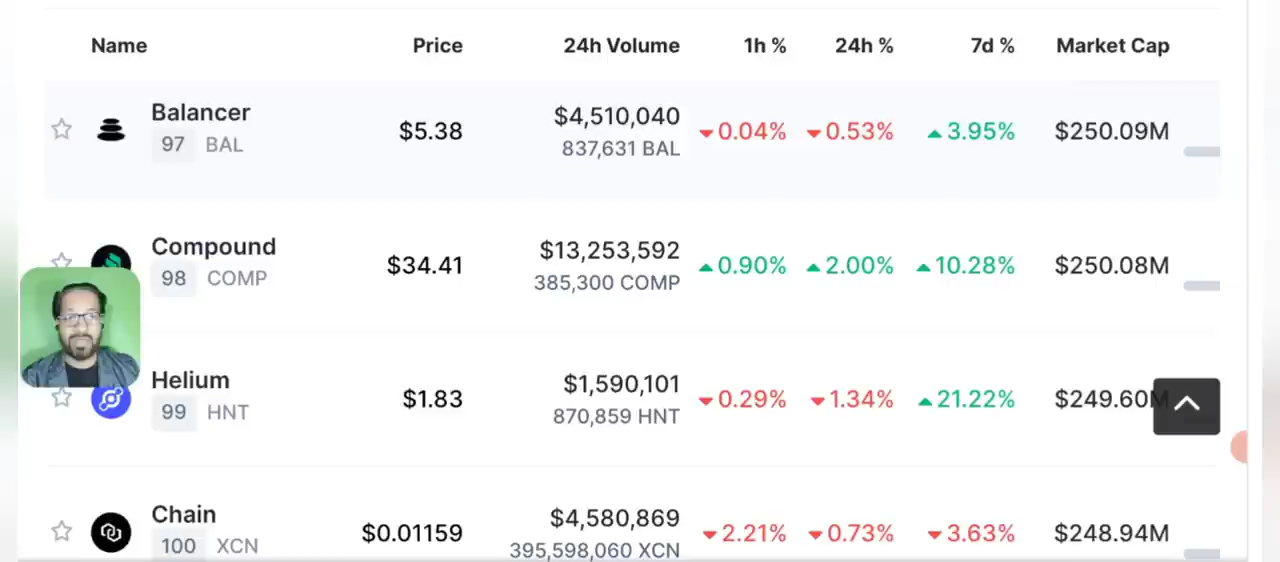 Name Price 24h Volume 1h % 24h % 7d % Market Cap
Balancer
97 BAL
$5.38
$4,510,040
837,631 BAL
0.04%
0.53%
3.95%
$250.09M
Compound
98 COMP
$34.41
$13,253,592
385,300 COMP
0.90%
2.00%
10.28%
$250.08M
Helium
99 HNT
$1.83
$1,590,101
870,859 HNT
0.29%
1.34%
21.22%
$249.60M
Chain
100 XCN
$0.01159
$4,580,869
395,598,060 XCN
2.21%
0.73%
3.63%
$248.94M